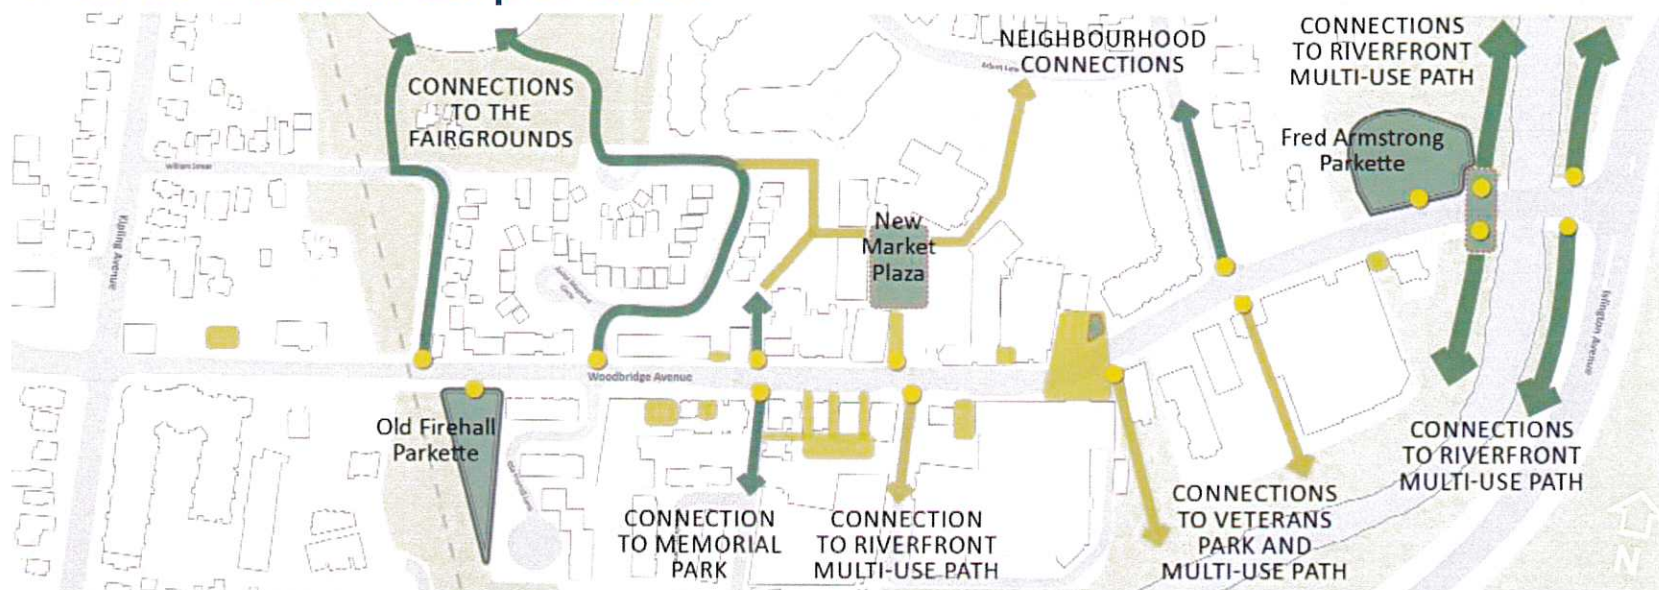 CONNECTIONS
TO THE
FAIRGROUNDS
NEIGHBOURHOOD
CONNECTIONS
CONNECTIONS
TO RIVERFRONT
MULTI-USE PATH
Fred Armstrong
Parkette
William Street
Kipling Avenue
New
Market
Plaza
Islington Avenue
Woodbridge Avenue
Old Firehall
Parkette
CONNECTION
TO MEMORIAL
PARK
CONNECTION
TO RIVERFRONT
MULTI-USE PATH
CONNECTIONS
TO VETERANS
PARK AND
MULTI-USE PATH
CONNECTIONS
TO RIVERFRONT
MULTI-USE PATH
N